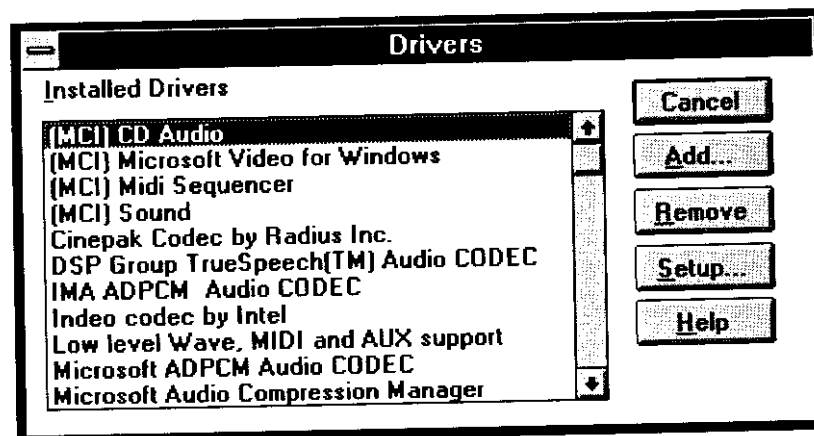 Drivers
Installed Drivers
[MCI] CD Audio
[MCI] Microsoft Video for Windows
[MCI] Midi Sequencer
[MCI] Sound
Cinepak Codec by Radius Inc.
DSP Group TrueSpeech(TM) Audio CODEC
IMA ADPCM  Audio CODEC
Indeo codec by Intel
Low level Wave, MIDI and AUX support
Microsoft ADPCM Audio CODEC
Microsoft Audio Compression Manager
Cancel
Add...
Remove
Setup...
Help